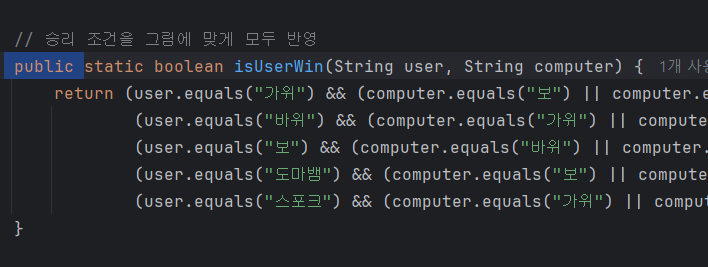 // 승리 조건을 그림에 맞게 모두 반영
public static boolean isUserWin(String user, String computer) { 1개 사용
return (user.equals("가위") && (computer.equals("보") || computer.e
(user.equals("바위") && (computer.equals("가위") || compu
(user.equals("보") && (computer.equals("바위") || computer.
(user.equals("도마뱀") && (computer.equals("보") || compu
(user.equals("스포크") && (computer.equals("가위") || compu
}